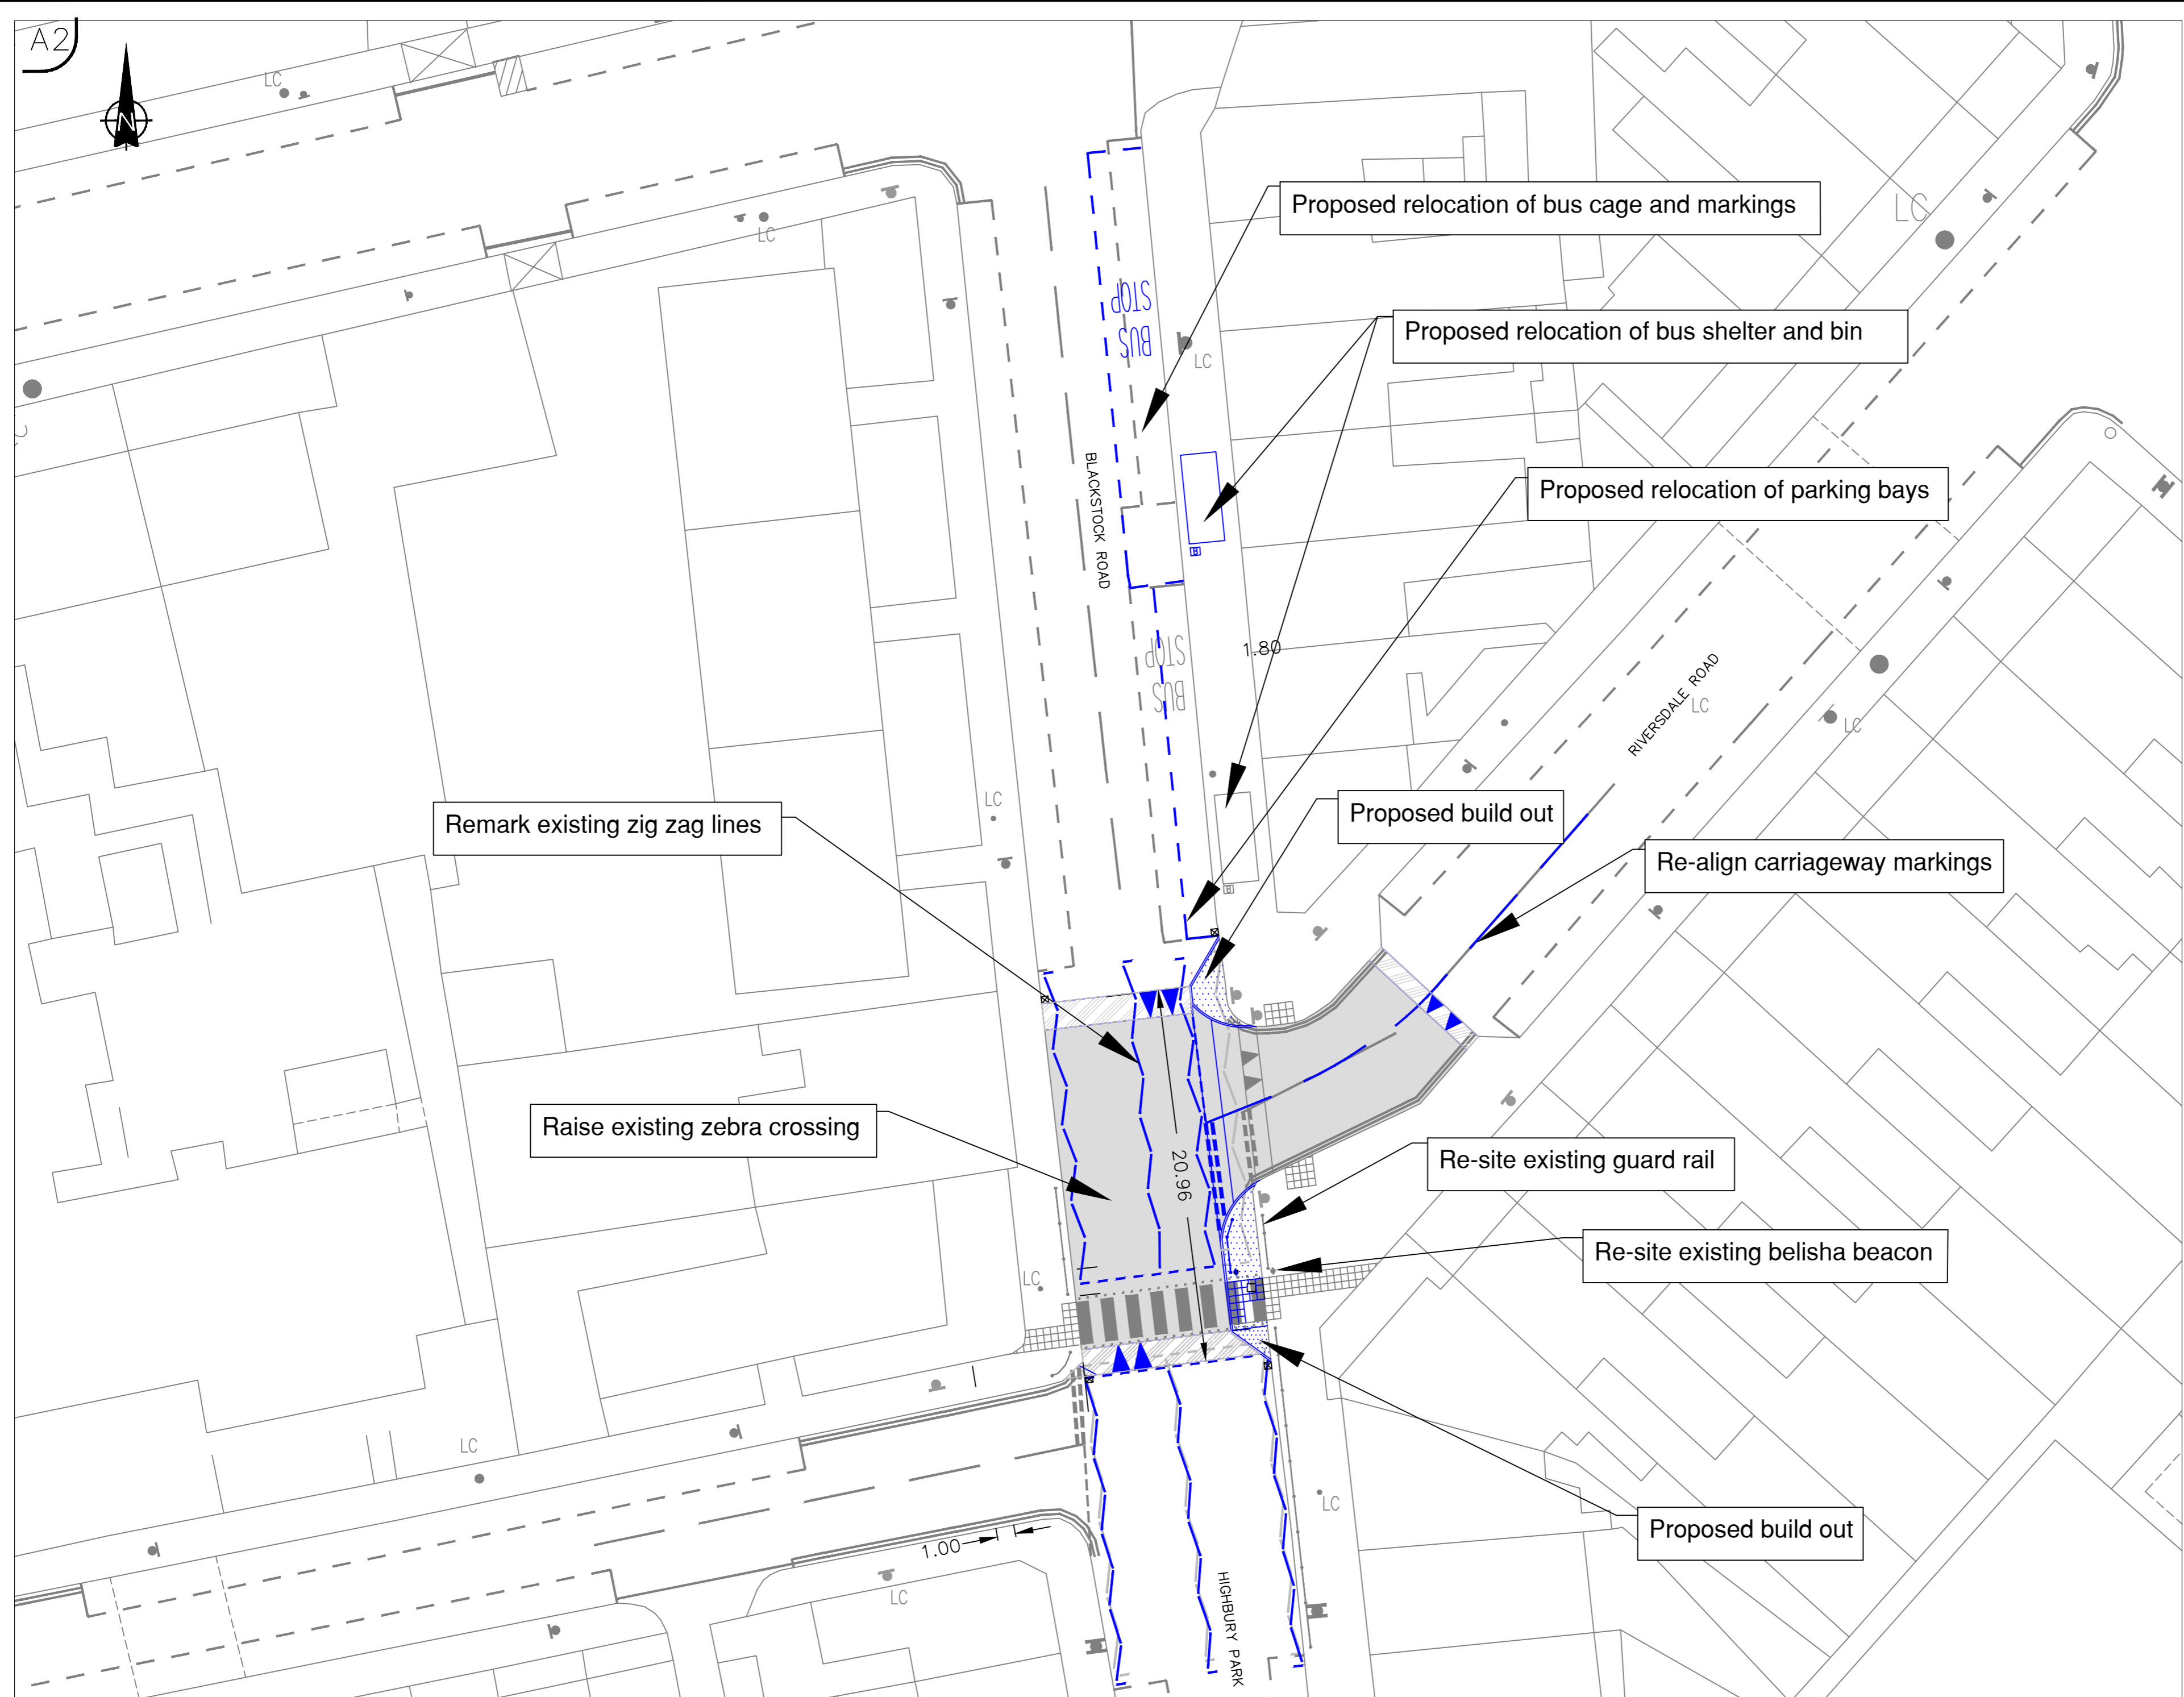 A2
N
LC
LC
Proposed relocation of bus cage and markings
LC
STOP
BUS
Proposed relocation of bus shelter and bin
LC
BLACKSTOCK ROAD
Proposed relocation of parking bays
B
STOP
BUS
1.80
RIVERSDALE ROAD
LC
LC
LC
Remark existing zig zag lines
Proposed build out
Re-align carriageway markings
B
Raise existing zebra crossing
20.96
Re-site existing guard rail
Re-site existing belisha beacon
LC
LC
LC
Proposed build out
1.00
LC
HIGHBURY PARK